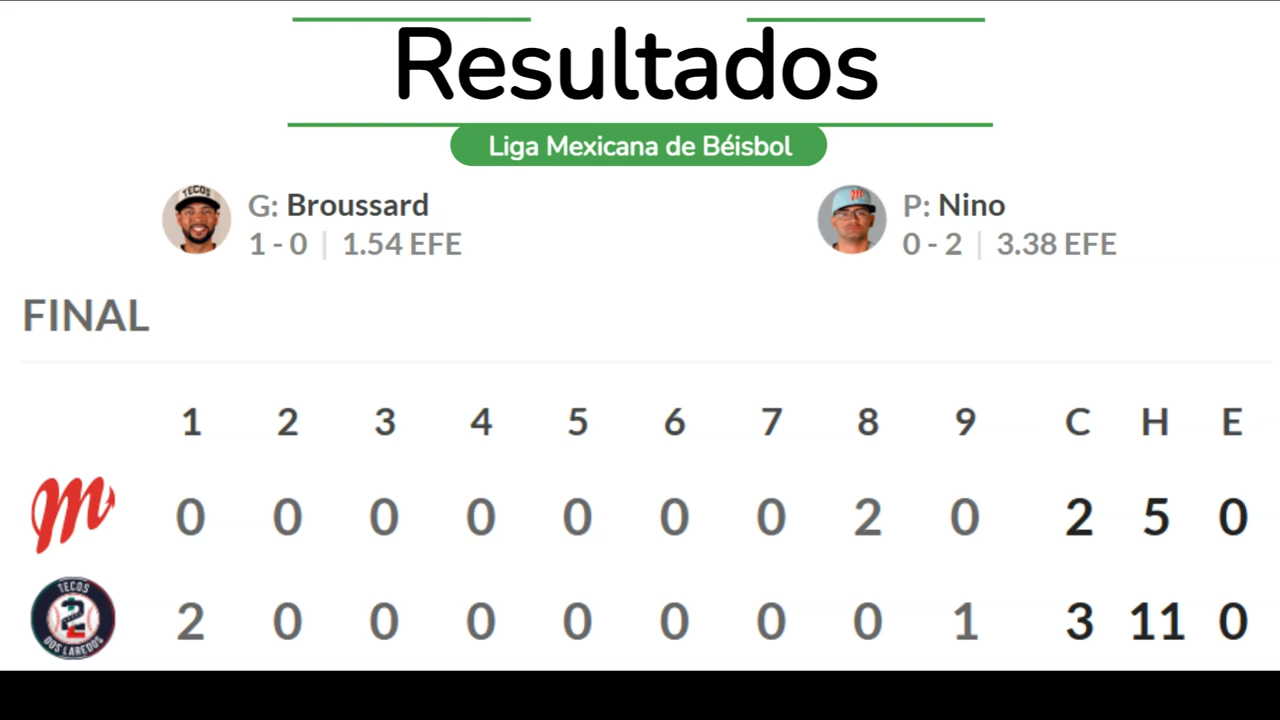 Resultados
Liga Mexicana de Béisbol
TECOS
G: Broussard
1 - 0 | 1.54 EFE
M
P: Nino
0 - 2 | 3.38 EFE
FINAL
1 2 3 4 5 6 7 8 9 C H E
M 0 0 0 0 0 0 0 2 0 2 5 0
TECOS 2 DOS LAREDOS 2 0 0 0 0 0 0 0 1 3 11 0